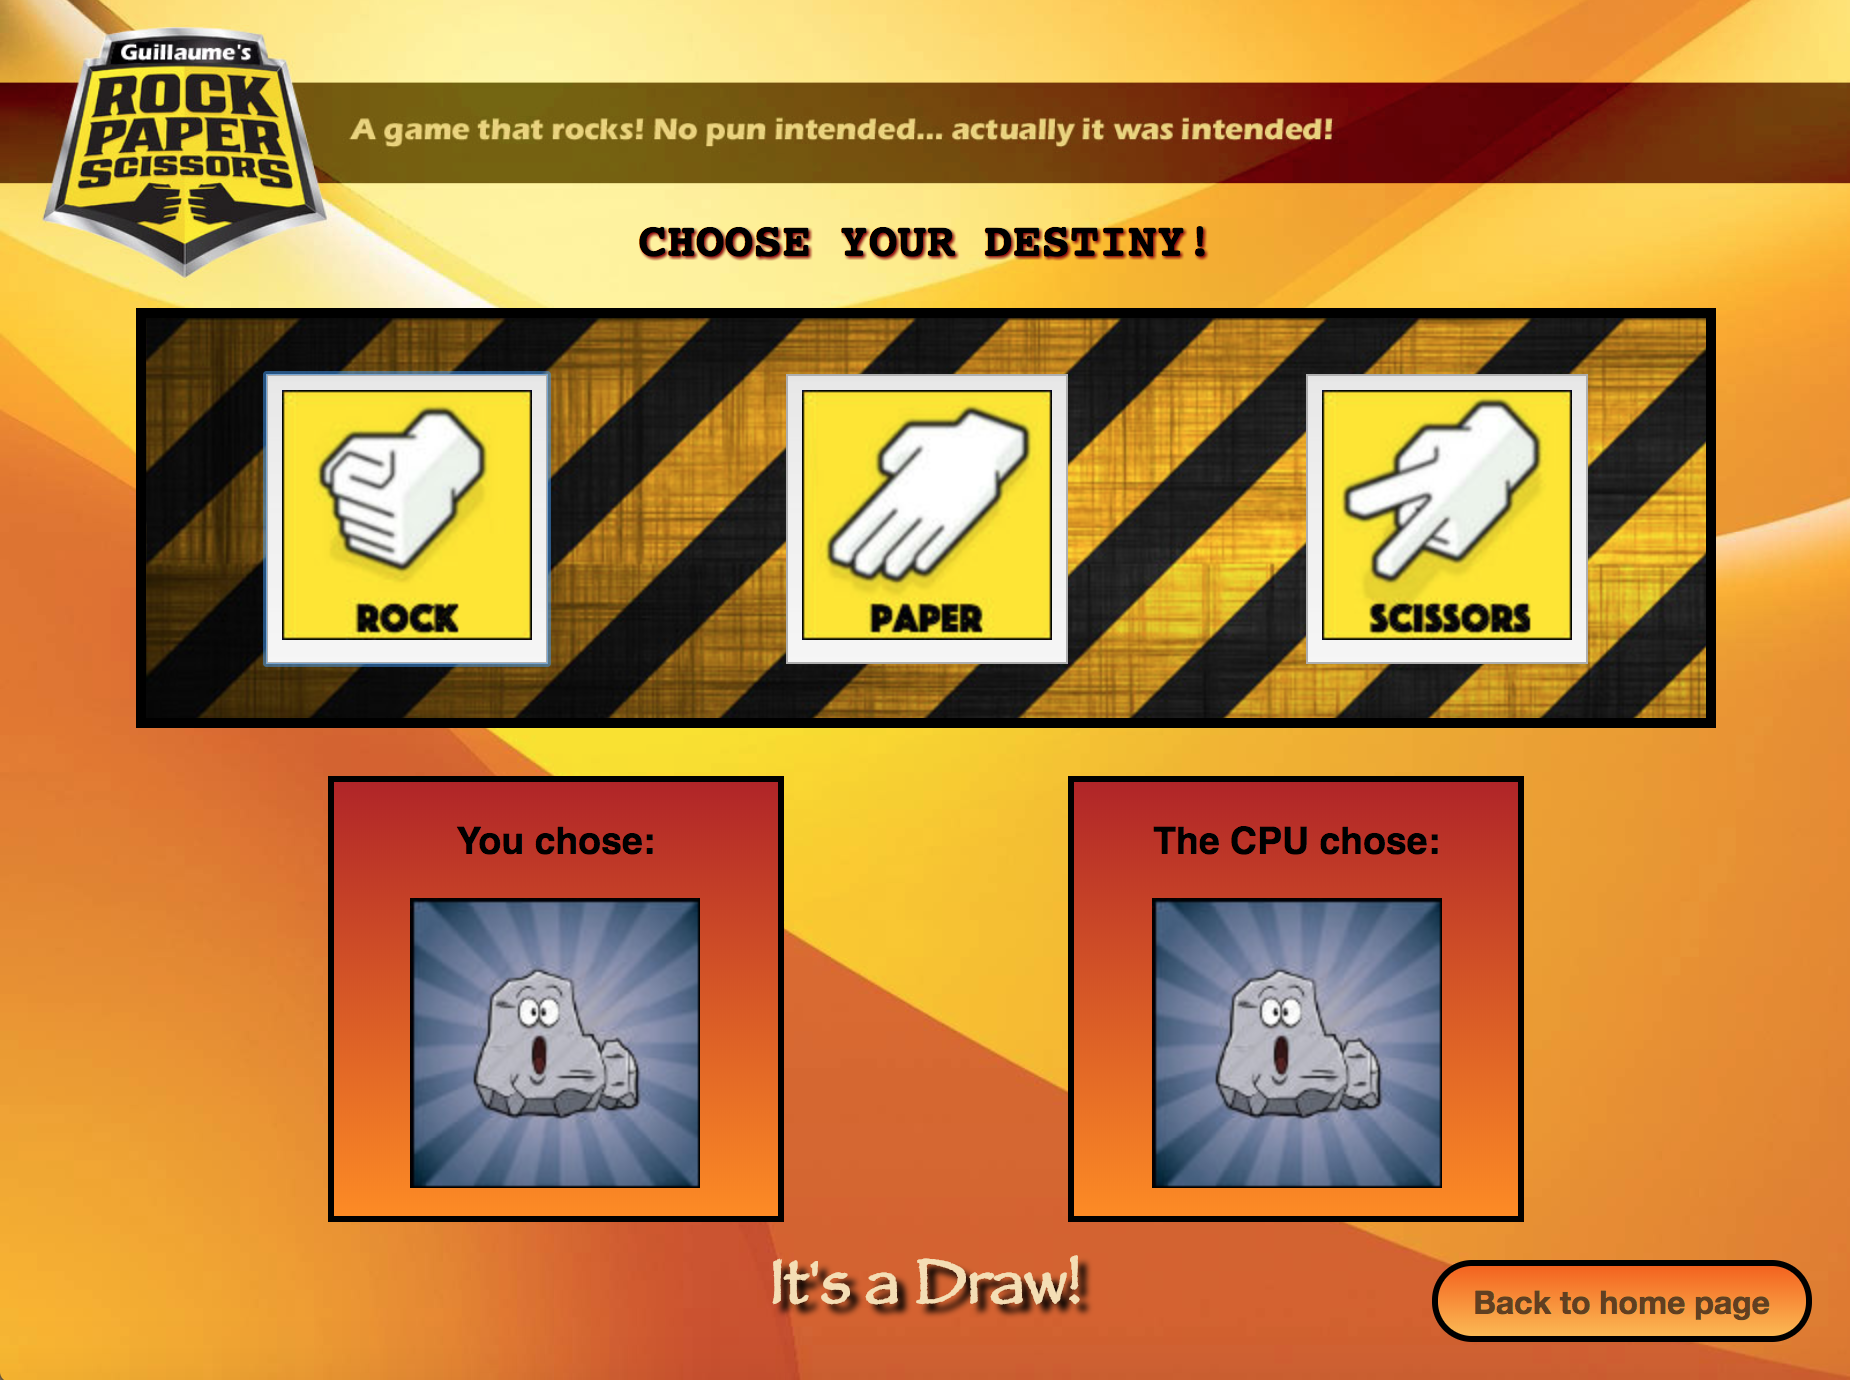 Guillaume's
ROCK
PAPER
SCISSORS
A game that rocks! No pun intended... actually it was intended!
CHOOSE YOUR DESTINY!
ROCK
PAPER
SCISSORS
You chose:
The CPU chose:
It's a Draw!
Back to home page